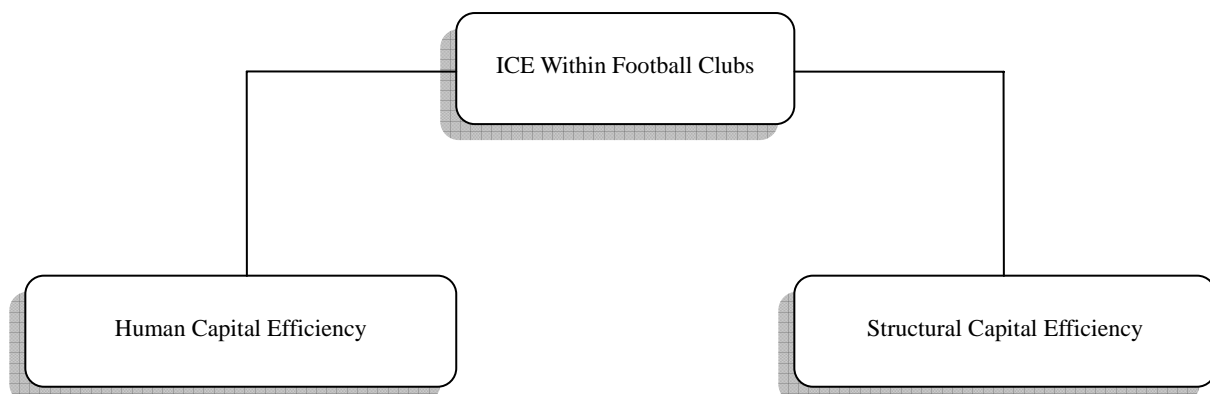 ICE Within Football Clubs
Human Capital Efficiency
Structural Capital Efficiency